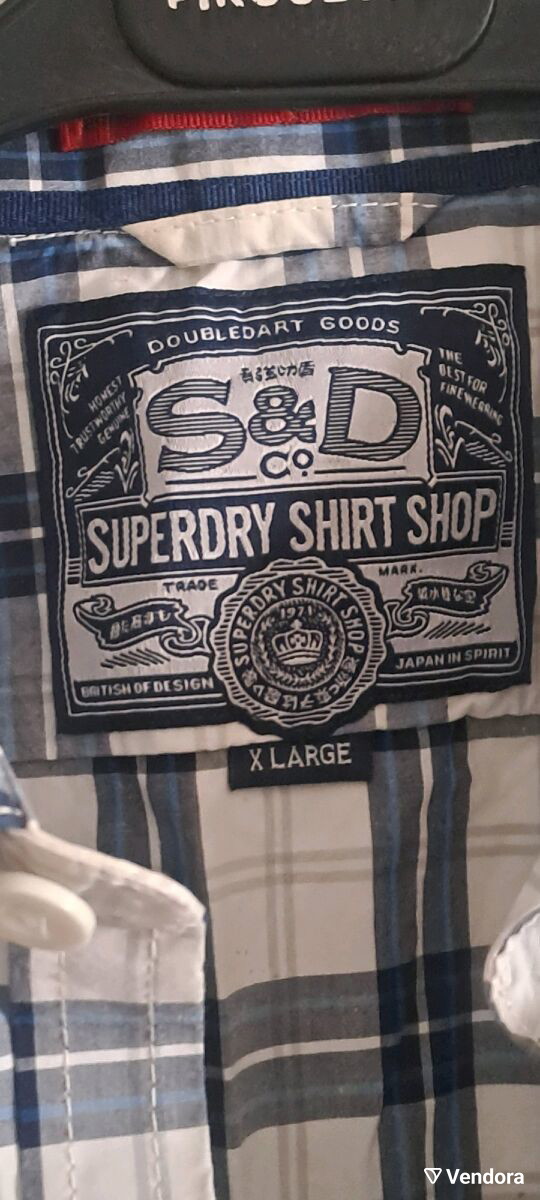 DOUBLEDART GOODS
HONEST
TRUSTWORTHY
GENUINE
THE
BEST FOR
FINE WEARING
S&D
CO
SUPERDRY SHIRT SHOP
TRADE
MARK.
SUPERDRY SHIRT SHOP
1971
BRITISH OF DESIGN
JAPAN IN SPIRIT
X LARGE
Vendora